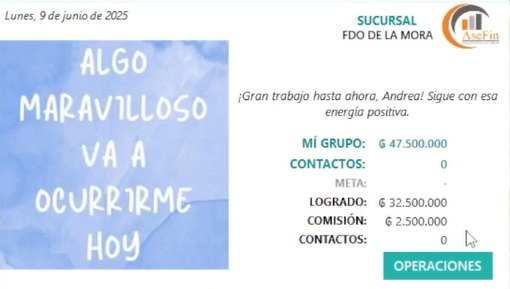 Lunes, 9 de junio de 2025
SUCURSAL
FDO DE LA MORA
AseFin
ALGO
MARAVILLOSO
VA A
OCURRIRME
HOY
¡Gran trabajo hasta ahora, Andrea! Sigue con esa
energía positiva.
MÍ GRUPO: ₲ 47.500.000
CONTACTOS: 0
META: -
LOGRADO: ₲ 32.500.000
COMISIÓN: ₲ 2.500.000
CONTACTOS: 0
OPERACIONES